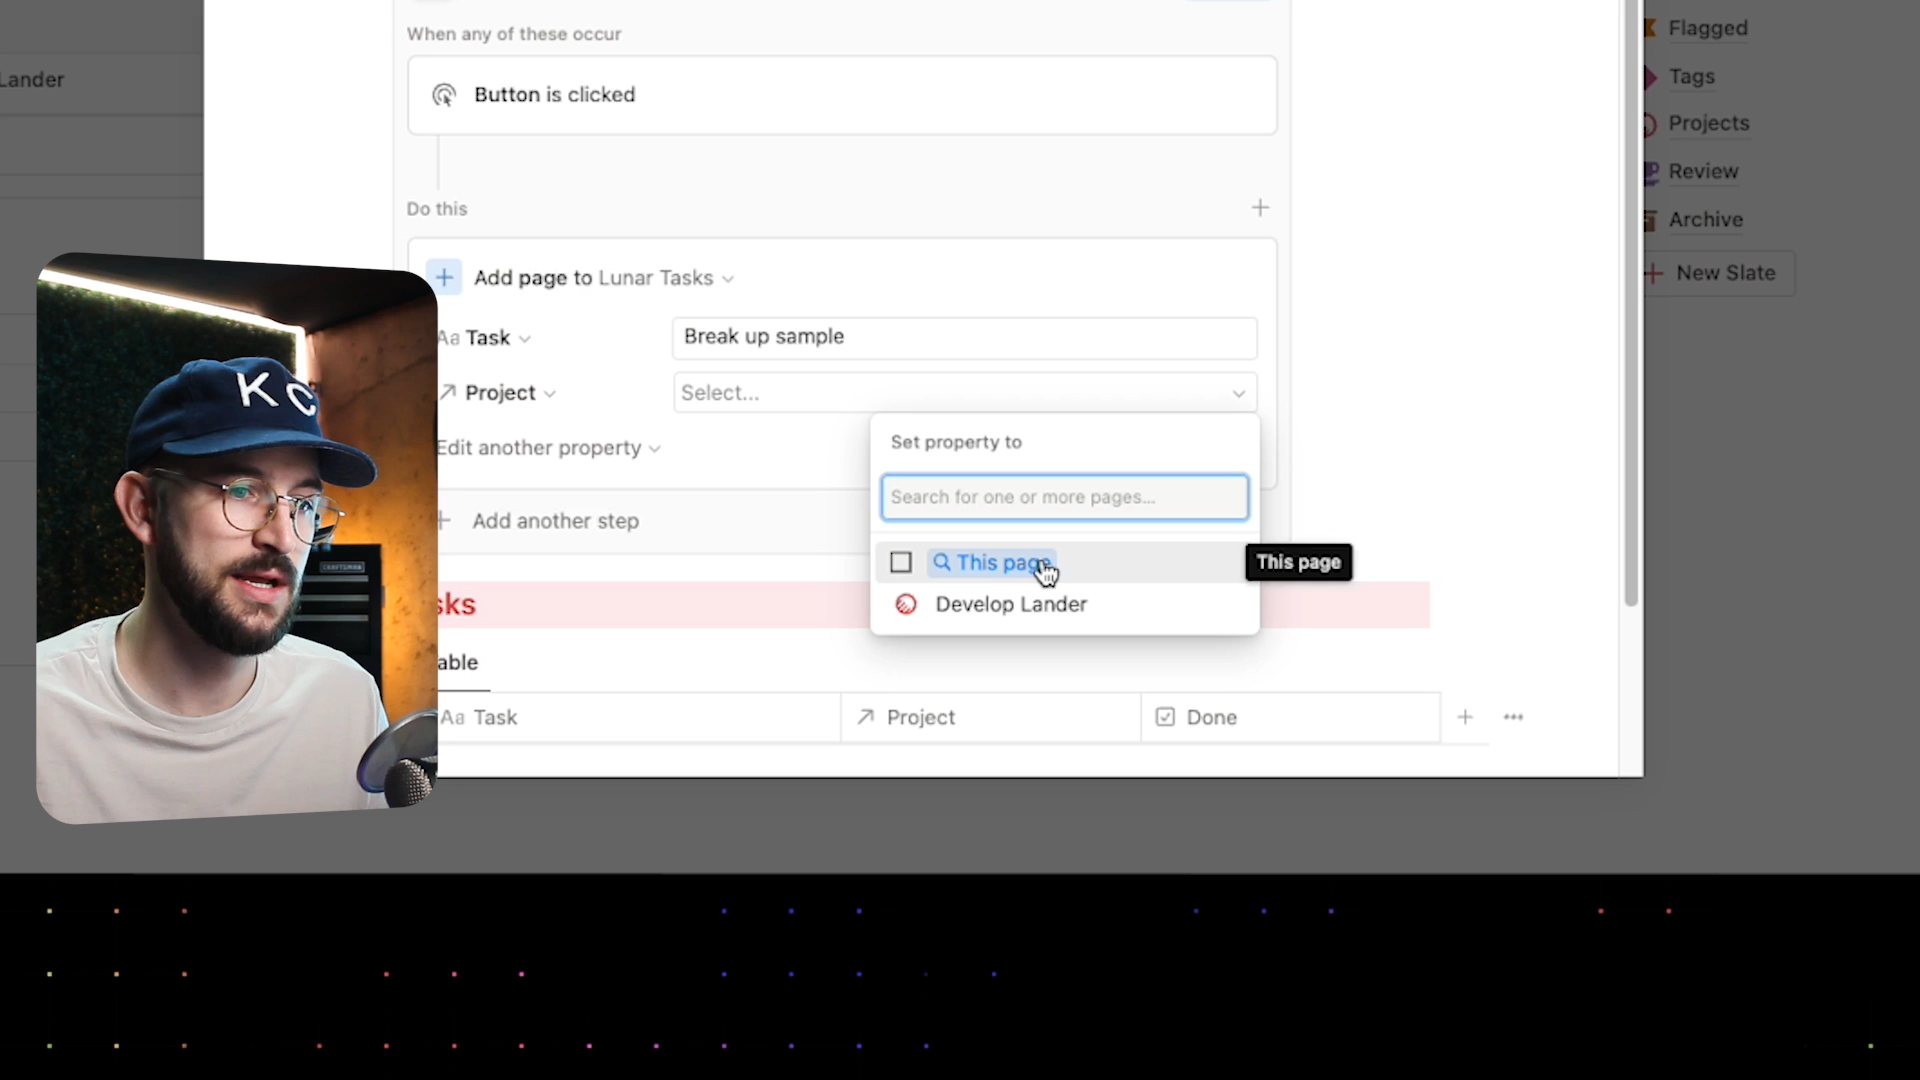 When any of these occur
Button is clicked
Do this
Add page to Lunar Tasks
Aa Task
Break up sample
Project
Select...
Edit another property
Set property to
Search for one or more pages...
This page
This page
Develop Lander
Add another step
sks
able
Aa Task
Project
Done
Lander
Flagged
Tags
Projects
Review
Archive
New Slate
KC
CRAFTSMAN